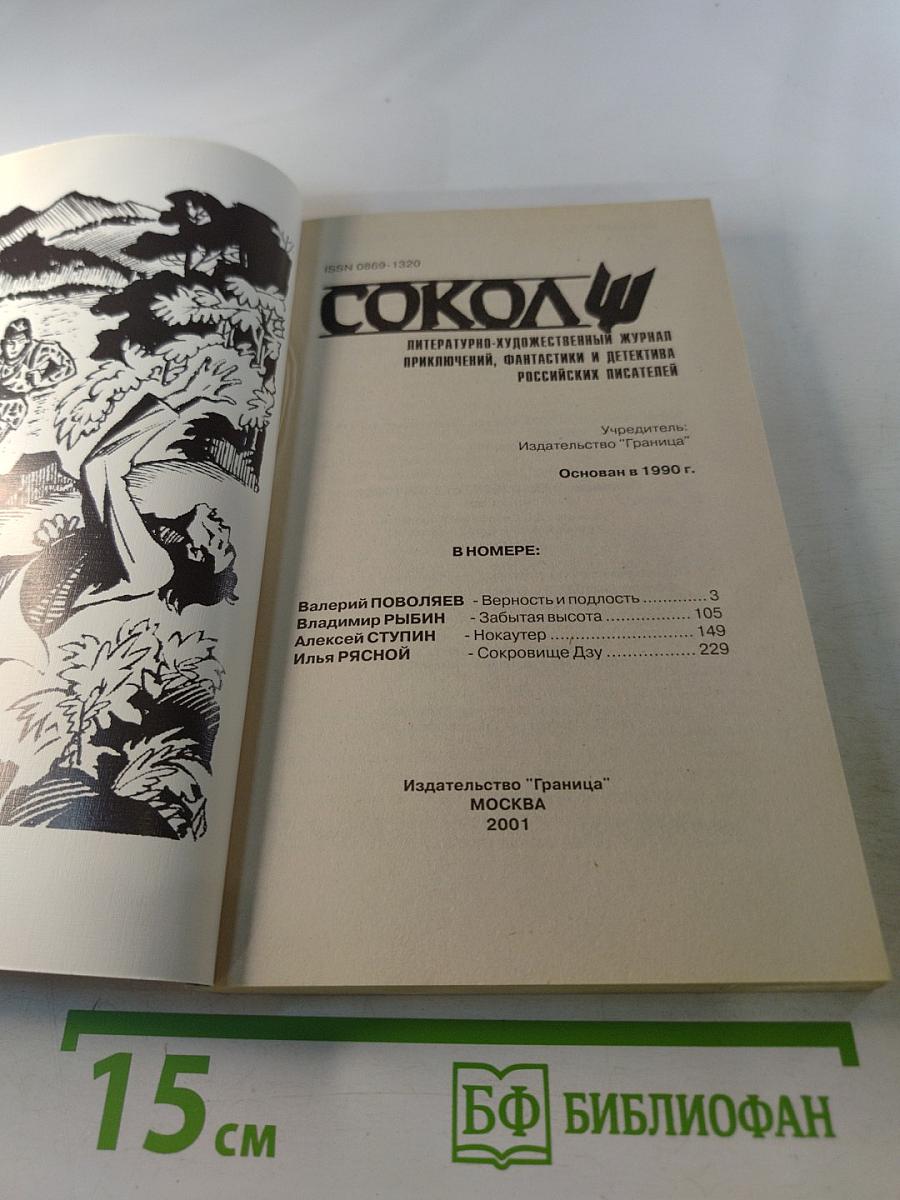 ISSN 0869-1320
СОКОЛ
ЛИТЕРАТУРНО-ХУДОЖЕСТВЕННЫЙ ЖУРНАЛ
ПРИКЛЮЧЕНИЙ, ФАНТАСТИКИ И ДЕТЕКТИВА
РОССИЙСКИХ ПИСАТЕЛЕЙ
Учредитель:
Издательство "Граница"
Основан в 1990 г.
В НОМЕРЕ:
Валерий ПОВОЛЯЕВ - Верность и подлость ............. 3
Владимир РЫБИН - Забытая высота ................. 105
Алексей СТУПИН - Нокаутер ............................. 149
Илья РЯСНОЙ - Сокровище Дзу .................. 229
Издательство "Граница"
МОСКВА
2001
15 см
БФ БИБЛИОФАН